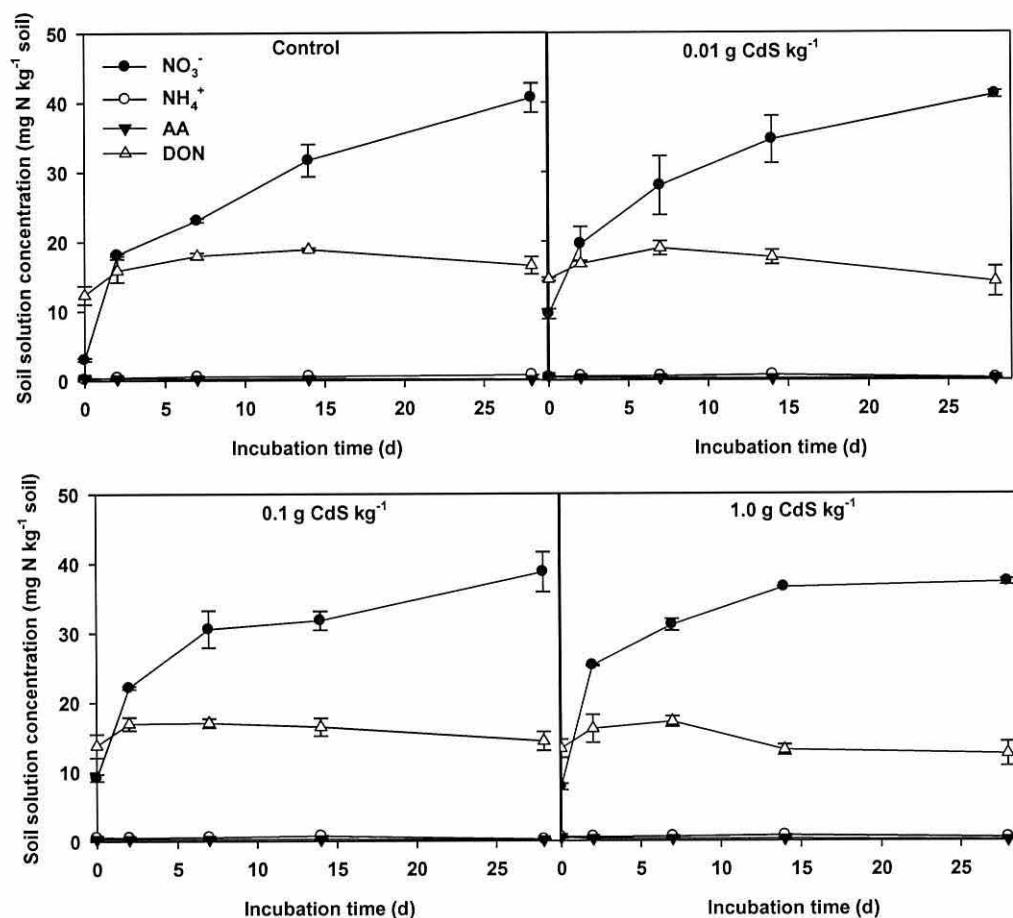 Control
0.01 g CdS kg⁻¹
NO₃⁻
NH₄⁺
AA
DON
Soil solution concentration (mg N kg⁻¹ soil)
50
40
30
20
10
0
0 5 10 15 20 25
0 5 10 15 20 25
Incubation time (d)
Incubation time (d)
0.1 g CdS kg⁻¹
1.0 g CdS kg⁻¹
Soil solution concentration (mg N kg⁻¹ soil)
50
40
30
20
10
0
0 5 10 15 20 25
0 5 10 15 20 25
Incubation time (d)
Incubation time (d)